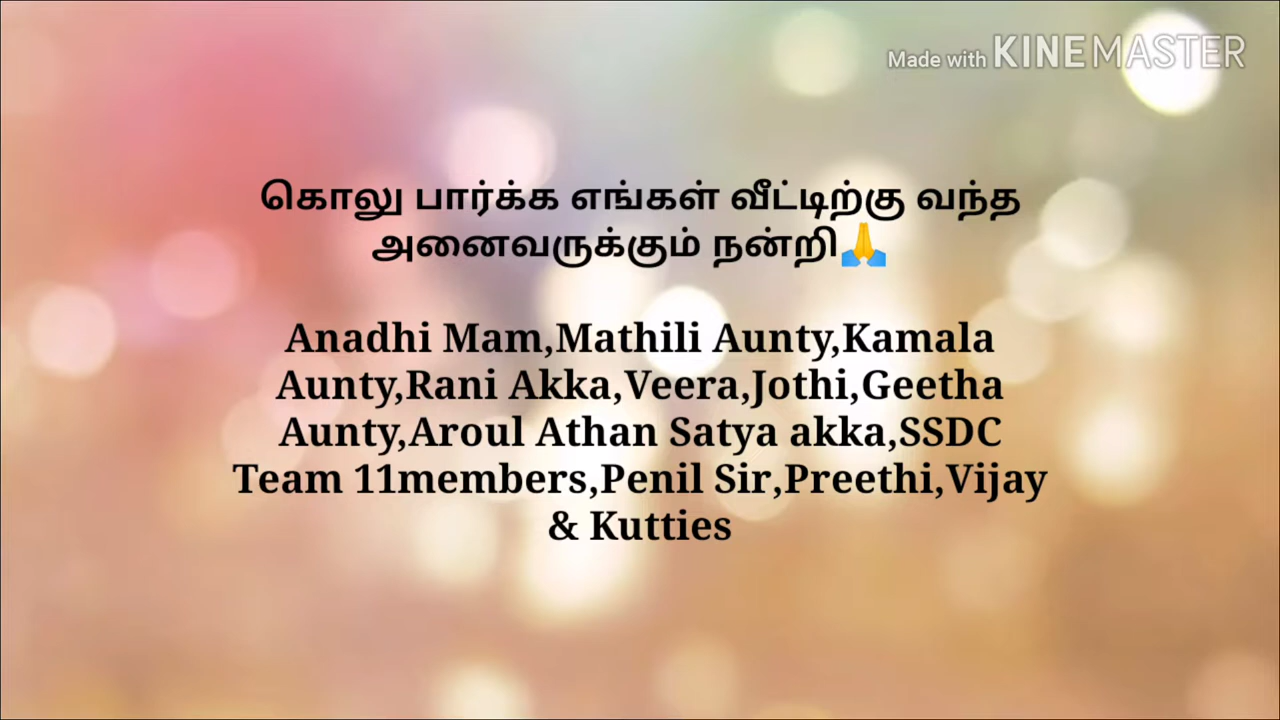 Made with KINEMASTER
கொலு பார்க்க எங்கள் வீட்டிற்கு வந்த
அனைவருக்கும் நன்றி🙏
Anadhi Mam,Mathili Aunty,Kamala
Aunty,Rani Akka,Veera,Jothi,Geetha
Aunty,Aroul Athan Satya akka,SSDC
Team 11members,Penil Sir,Preethi,Vijay
& Kutties